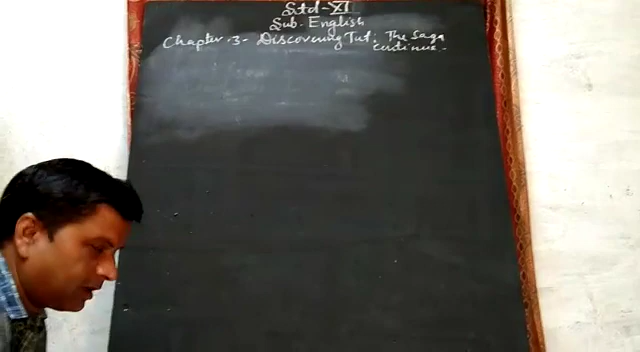 Std-XI
Sub. English
Chapter-3- Discovering Tut: The Saga
continue-